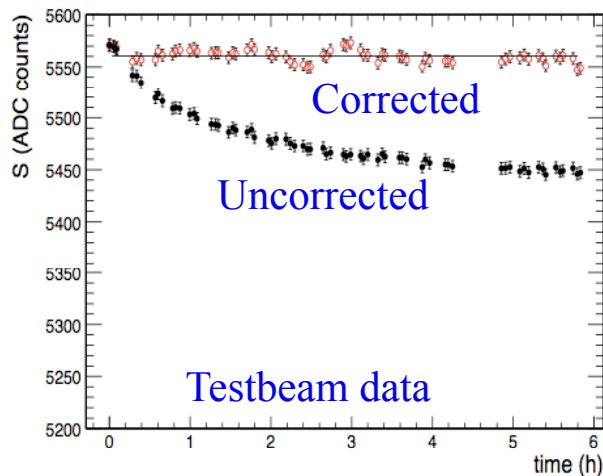 S (ADC counts)
5600
5550
5500
5450
5400
5350
5300
5250
5200
Corrected
Uncorrected
Testbeam data
0 1 2 3 4 5 6
time (h)